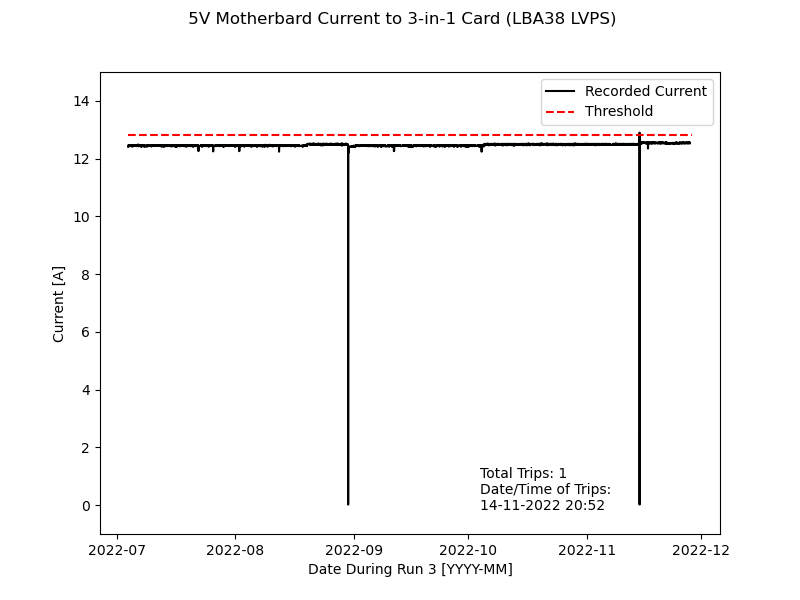 5V Motherbard Current to 3-in-1 Card (LBA38 LVPS)
Recorded Current
Threshold
14
12
10
8
6
4
2
0
Current [A]
Total Trips: 1
Date/Time of Trips:
14-11-2022 20:52
2022-07
2022-08
2022-09
2022-10
2022-11
2022-12
Date During Run 3 [YYYY-MM]